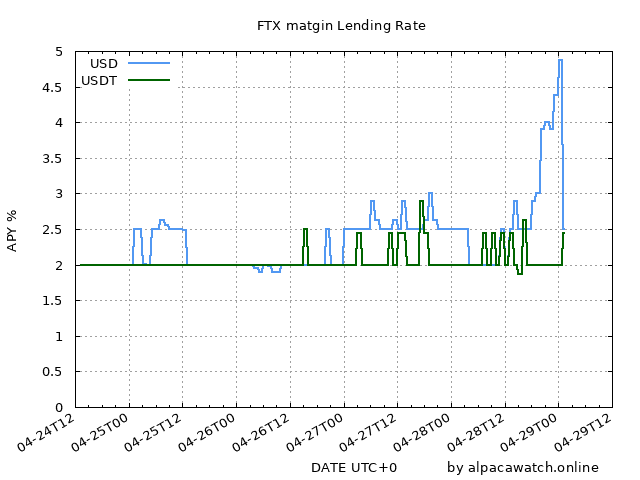 FTX matgin Lending Rate
USD
USDT
5
4.5
4
3.5
3
2.5
2
1.5
1
0.5
0
APY %
04-24T12
04-25T00
04-25T12
04-26T00
04-26T12
04-27T00
04-27T12
04-28T00
04-28T12
04-29T00
04-29T12
DATE UTC+0
by alpacawatch.online